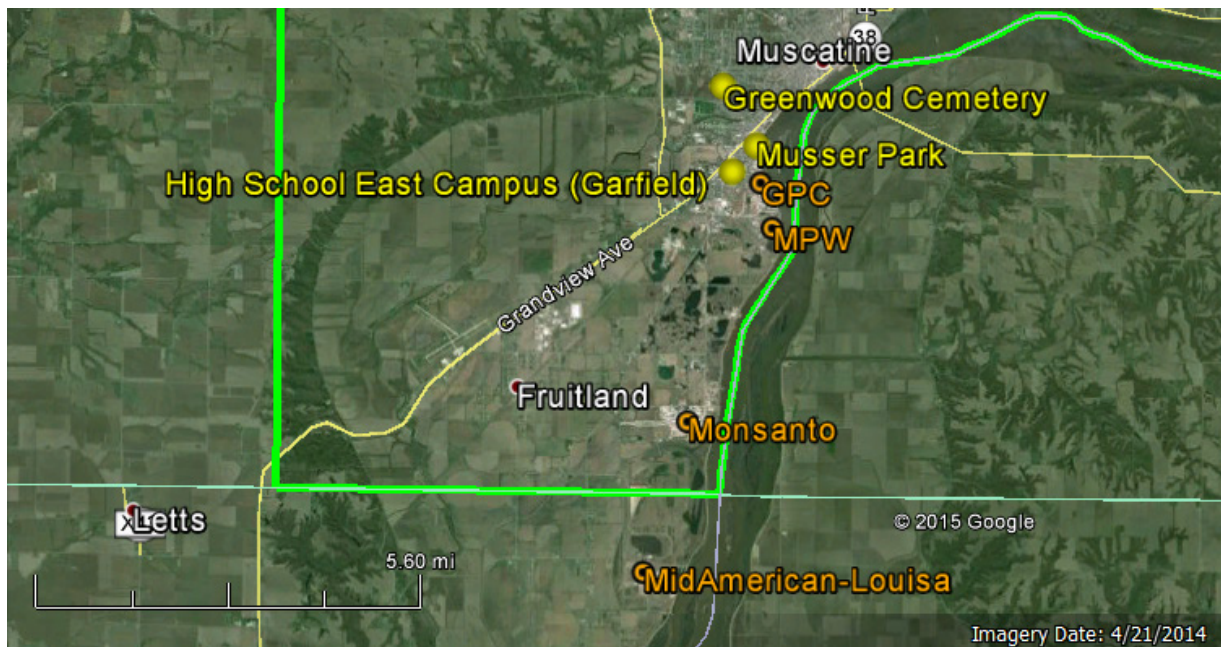 38
Muscatine
Greenwood Cemetery
Musser Park
High School East Campus (Garfield)
GPC
MPW
Grandview Ave
Fruitland
Monsanto
Letts
© 2015 Google
5.60 mi
MidAmerican-Louisa
Imagery Date: 4/21/2014